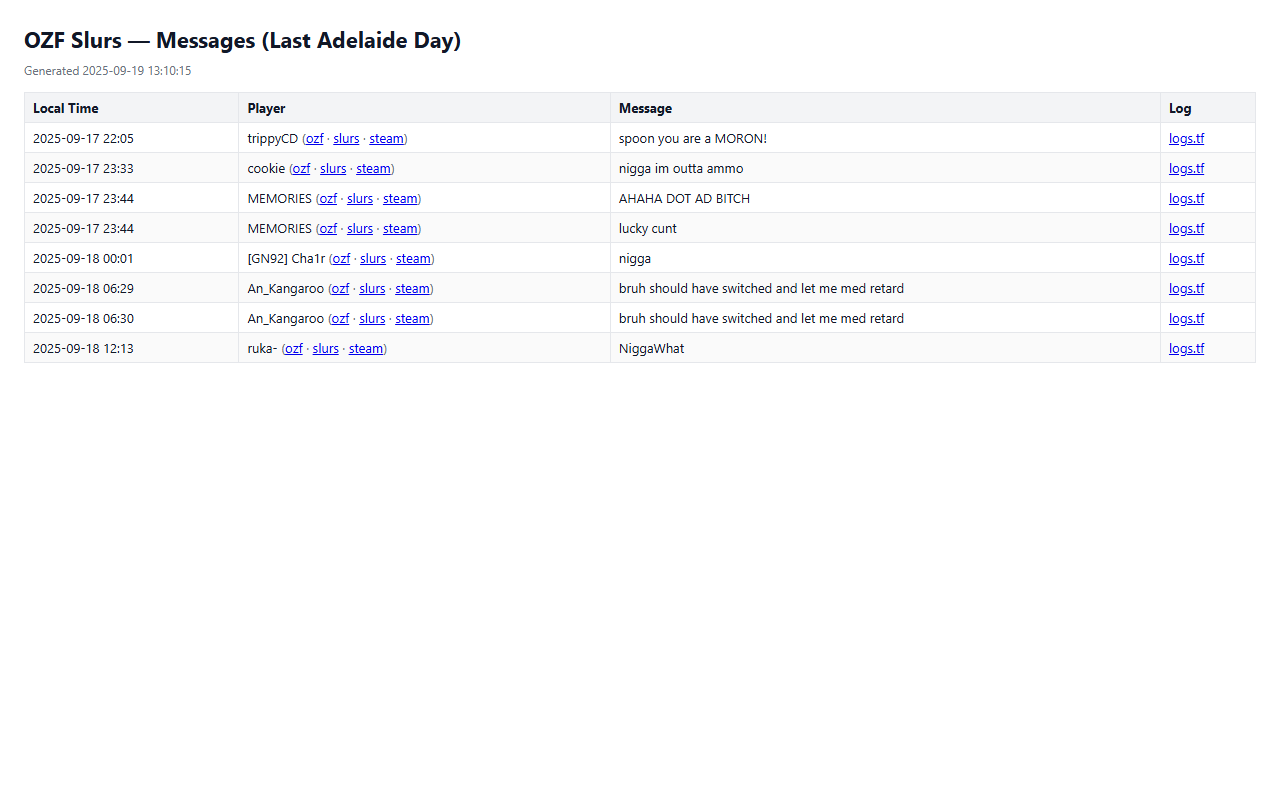 OZF Slurs — Messages (Last Adelaide Day)
Generated 2025-09-19 13:10:15
Local Time Player Message Log
2025-09-17 22:05 trippyCD (ozf · slurs · steam) spoon you are a MORON! logs.tf
2025-09-17 23:33 cookie (ozf · slurs · steam) nigga im outta ammo logs.tf
2025-09-17 23:44 MEMORIES (ozf · slurs · steam) AHAHA DOT AD BITCH logs.tf
2025-09-17 23:44 MEMORIES (ozf · slurs · steam) lucky cunt logs.tf
2025-09-18 00:01 [GN92] Cha1r (ozf · slurs · steam) nigga logs.tf
2025-09-18 06:29 An_Kangaroo (ozf · slurs · steam) bruh should have switched and let me med retard logs.tf
2025-09-18 06:30 An_Kangaroo (ozf · slurs · steam) bruh should have switched and let me med retard logs.tf
2025-09-18 12:13 ruka- (ozf · slurs · steam) NiggaWhat logs.tf